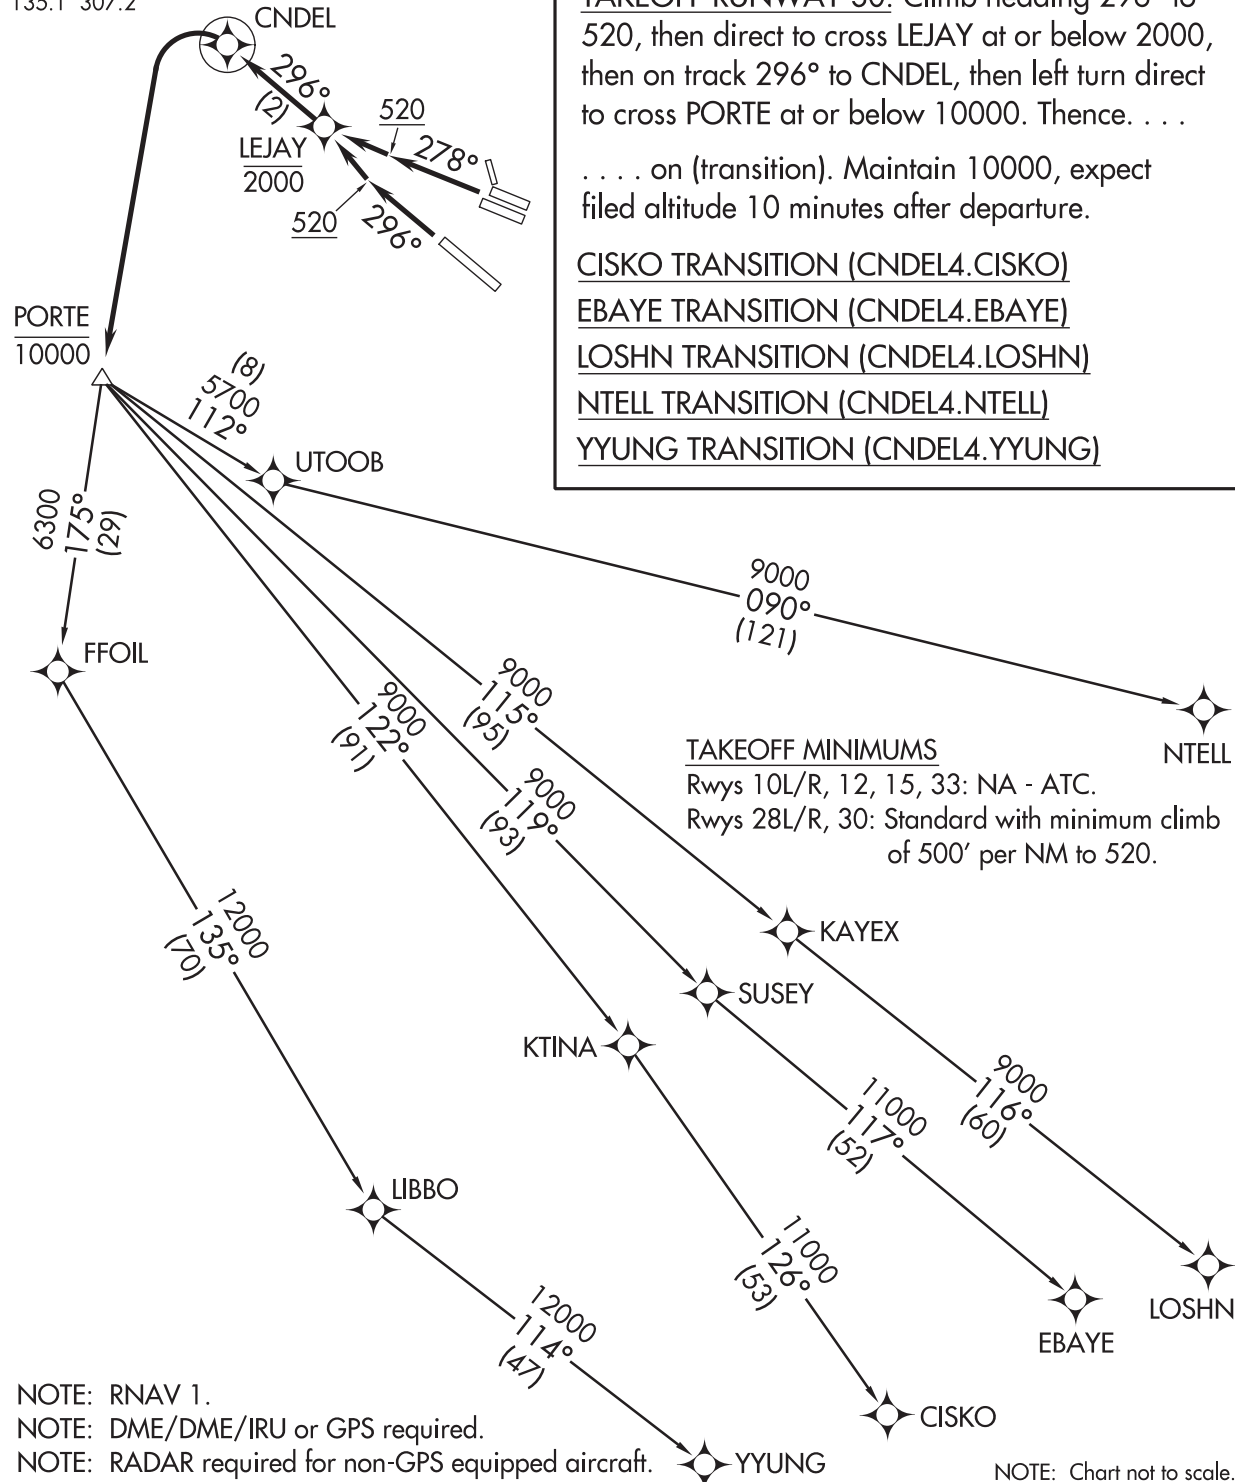 135.1 307.2
TAKEOFF RUNWAY 30: Climb heading 296° to
520, then direct to cross LEJAY at or below 2000,
then on track 296° to CNDEL, then left turn direct
to cross PORTE at or below 10000. Thence. . . .
. . . . on (transition). Maintain 10000, expect
filed altitude 10 minutes after departure.
CISKO TRANSITION (CNDEL4.CISKO)
EBAYE TRANSITION (CNDEL4.EBAYE)
LOSHN TRANSITION (CNDEL4.LOSHN)
NTELL TRANSITION (CNDEL4.NTELL)
YYUNG TRANSITION (CNDEL4.YYUNG)
CNDEL
296°
(2)
LEJAY
2000
520
278°
520
296°
PORTE
10000
(8)
5700
112°
UTOOB
6300
175°
(29)
FFOIL
9000
090°
(121)
NTELL
9000
115°
(95)
9000
122°
(91)
9000
119°
(93)
TAKEOFF MINIMUMS
Rwys 10L/R, 12, 15, 33: NA - ATC.
Rwys 28L/R, 30: Standard with minimum climb
of 500' per NM to 520.
12000
135°
(70)
KAYEX
SUSEY
KTINA
9000
116°
(60)
11000
117°
(52)
LIBBO
11000
126°
(53)
LOSHN
EBAYE
12000
114°
(47)
CISKO
YYUNG
NOTE: RNAV 1.
NOTE: DME/DME/IRU or GPS required.
NOTE: RADAR required for non-GPS equipped aircraft.
NOTE: Chart not to scale.